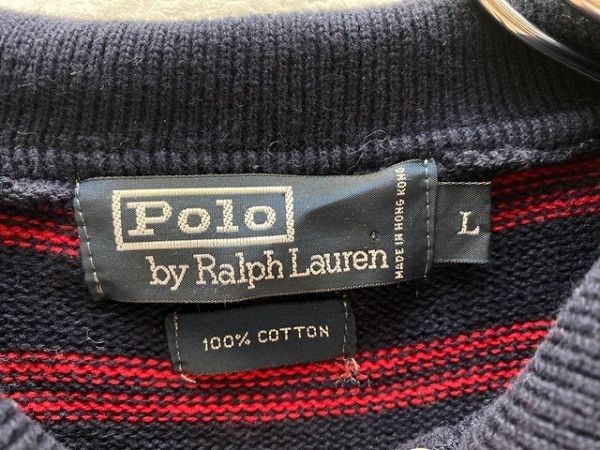 Polo
by Ralph Lauren
MADE IN HONG KONG
L
100% COTTON